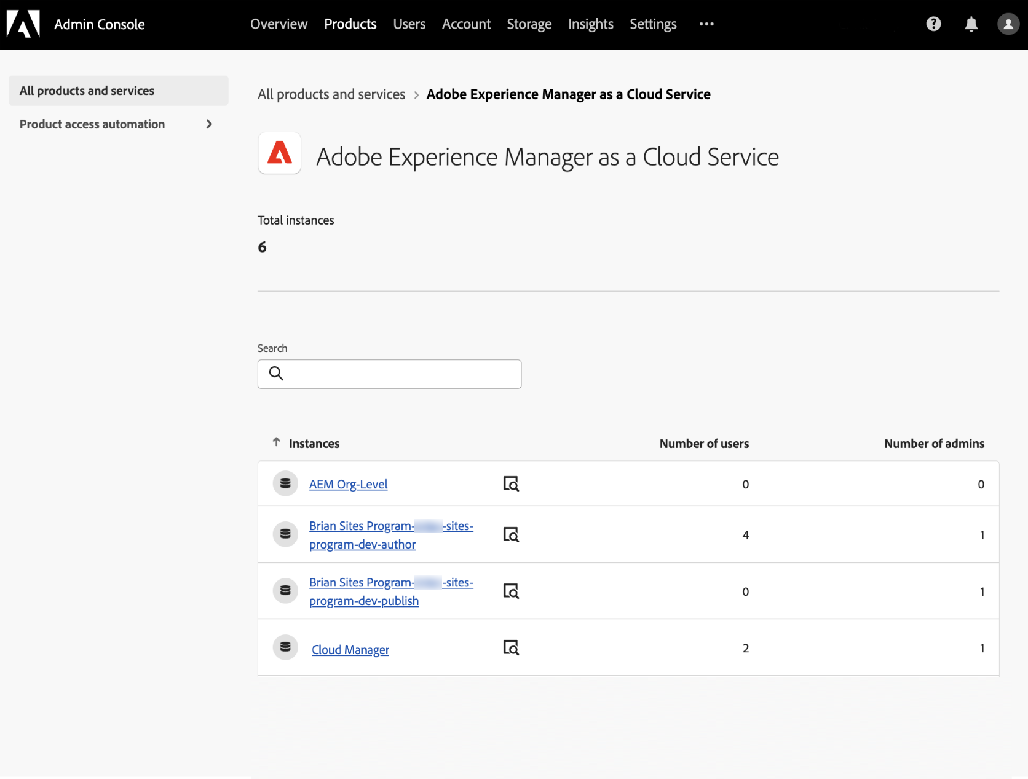 Admin Console
Overview Products Users Account Storage Insights Settings
All products and services
Product access automation
All products and services > Adobe Experience Manager as a Cloud Service
Adobe Experience Manager as a Cloud Service
Total instances
6
Search
Instances Number of users Number of admins
AEM Org-Level 0 0
Brian Sites Program- -sites-
program-dev-author 4 1
Brian Sites Program- -sites-
program-dev-publish 0 1
Cloud Manager 2 1